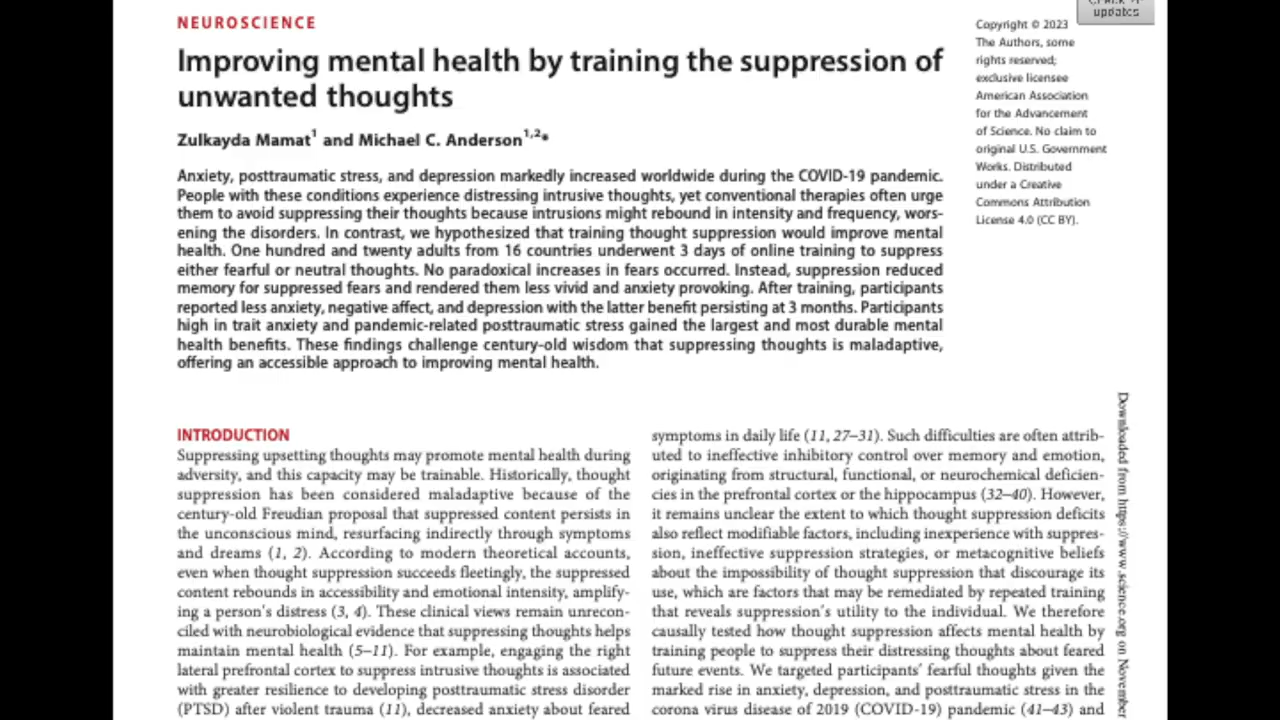 NEUROSCIENCE
Improving mental health by training the suppression of
unwanted thoughts
Zulkayda Mamat1 and Michael C. Anderson1,2*
Anxiety, posttraumatic stress, and depression markedly increased worldwide during the COVID-19 pandemic.
People with these conditions experience distressing intrusive thoughts, yet conventional therapies often urge
them to avoid suppressing their thoughts because intrusions might rebound in intensity and frequency, wors-
ening the disorders. In contrast, we hypothesized that training thought suppression would improve mental
health. One hundred and twenty adults from 16 countries underwent 3 days of online training to suppress
either fearful or neutral thoughts. No paradoxical increases in fears occurred. Instead, suppression reduced
memory for suppressed fears and rendered them less vivid and anxiety provoking. After training, participants
reported less anxiety, negative affect, and depression with the latter benefit persisting at 3 months. Participants
high in trait anxiety and pandemic-related posttraumatic stress gained the largest and most durable mental
health benefits. These findings challenge century-old wisdom that suppressing thoughts is maladaptive,
offering an accessible approach to improving mental health.
updates
Copyright © 2023
The Authors, some
rights reserved;
exclusive licensee
American Association
for the Advancement
of Science. No claim to
original U.S. Government
Works. Distributed
under a Creative
Commons Attribution
License 4.0 (CC BY).
INTRODUCTION
Suppressing upsetting thoughts may promote mental health during
adversity, and this capacity may be trainable. Historically, thought
suppression has been considered maladaptive because of the
century-old Freudian proposal that suppressed content persists in
the unconscious mind, resurfacing indirectly through symptoms
and dreams (1, 2). According to modern theoretical accounts,
even when thought suppression succeeds fleetingly, the suppressed
content rebounds in accessibility and emotional intensity, amplify-
ing a person's distress (3, 4). These clinical views remain unrecon-
ciled with neurobiological evidence that suppressing thoughts helps
maintain mental health (5–11). For example, engaging the right
lateral prefrontal cortex to suppress intrusive thoughts is associated
with greater resilience to developing posttraumatic stress disorder
(PTSD) after violent trauma (11), decreased anxiety about feared
symptoms in daily life (11, 27–31). Such difficulties are often attrib-
uted to ineffective inhibitory control over memory and emotion,
originating from structural, functional, or neurochemical deficien-
cies in the prefrontal cortex or the hippocampus (32–40). However,
it remains unclear the extent to which thought suppression deficits
also reflect modifiable factors, including inexperience with suppres-
sion, ineffective suppression strategies, or metacognitive beliefs
about the impossibility of thought suppression that discourage its
use, which are factors that may be remediated by repeated training
that reveals suppression's utility to the individual. We therefore
causally tested how thought suppression affects mental health by
training people to suppress their distressing thoughts about feared
future events. We targeted participants' fearful thoughts given the
marked rise in anxiety, depression, and posttraumatic stress in the
corona virus disease of 2019 (COVID-19) pandemic (41–43) and
Downloaded from https://www.science.org on November